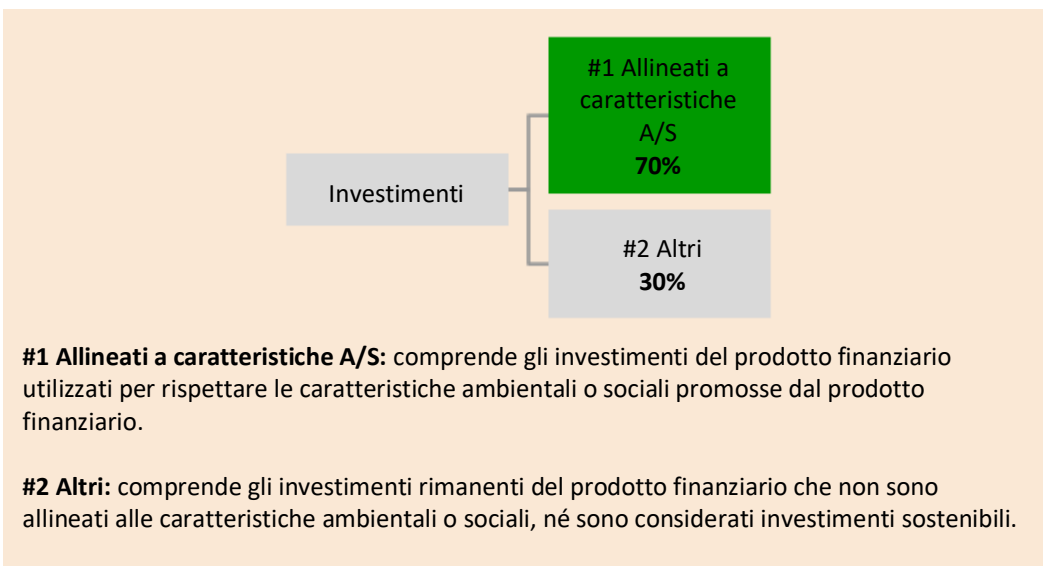 #1 Allineati a
caratteristiche
A/S
70%
Investimenti
#2 Altri
30%
#1 Allineati a caratteristiche A/S: comprende gli investimenti del prodotto finanziario
utilizzati per rispettare le caratteristiche ambientali o sociali promosse dal prodotto
finanziario.
#2 Altri: comprende gli investimenti rimanenti del prodotto finanziario che non sono
allineati alle caratteristiche ambientali o sociali, né sono considerati investimenti sostenibili.